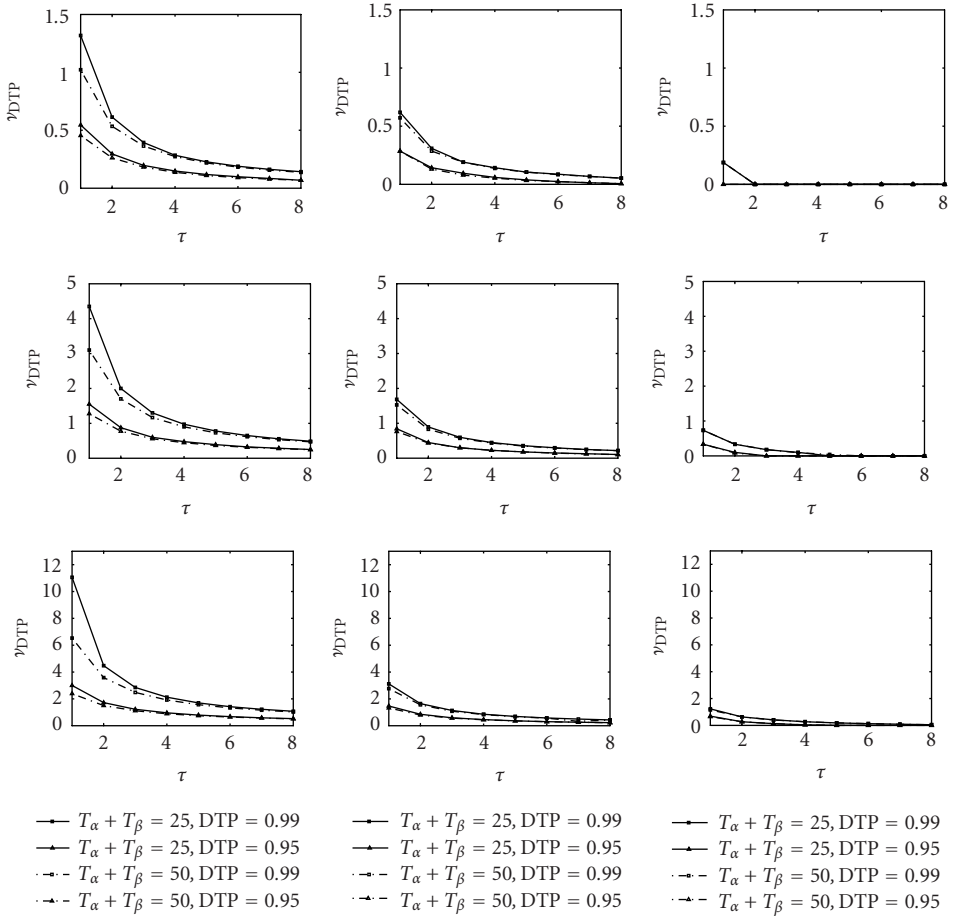 1.5
1
0.5
0
2
4
6
8
ν_DTP
τ
1.5
1
0.5
0
2
4
6
8
ν_DTP
τ
1.5
1
0.5
0
2
4
6
8
ν_DTP
τ
5
4
3
2
1
0
2
4
6
8
ν_DTP
τ
5
4
3
2
1
0
2
4
6
8
ν_DTP
τ
5
4
3
2
1
0
2
4
6
8
ν_DTP
τ
12
10
8
6
4
2
0
2
4
6
8
ν_DTP
τ
12
10
8
6
4
2
0
2
4
6
8
ν_DTP
τ
12
10
8
6
4
2
0
2
4
6
8
ν_DTP
τ
T_α + T_β = 25, DTP = 0.99
T_α + T_β = 25, DTP = 0.95
T_α + T_β = 50, DTP = 0.99
T_α + T_β = 50, DTP = 0.95
T_α + T_β = 25, DTP = 0.99
T_α + T_β = 25, DTP = 0.95
T_α + T_β = 50, DTP = 0.99
T_α + T_β = 50, DTP = 0.95
T_α + T_β = 25, DTP = 0.99
T_α + T_β = 25, DTP = 0.95
T_α + T_β = 50, DTP = 0.99
T_α + T_β = 50, DTP = 0.95